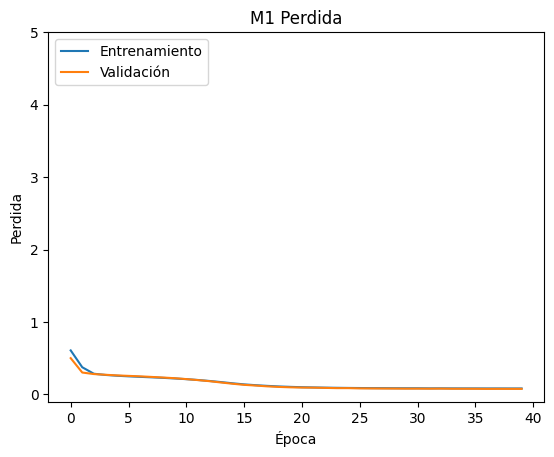 M1 Perdida
5
Entrenamiento
Validación
4
3
Perdida
2
1
0
0 5 10 15 20 25 30 35 40
Época